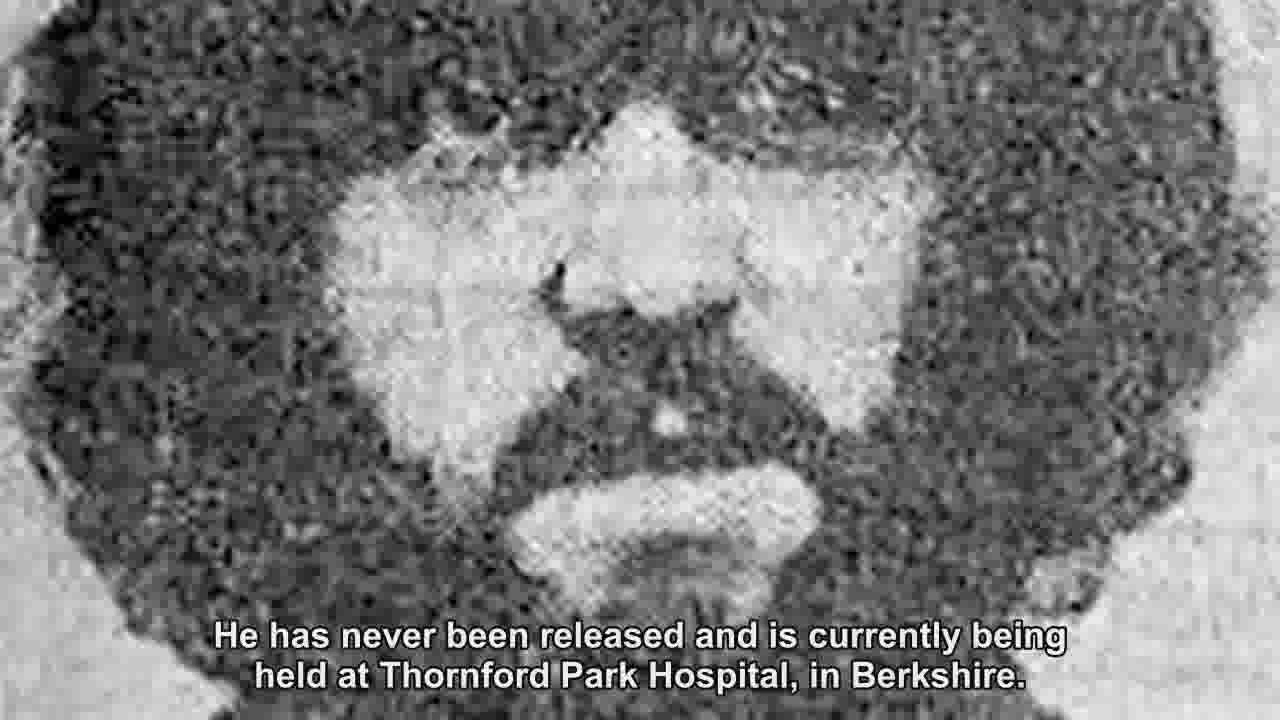 He has never been released and is currently being
held at Thornford Park Hospital, in Berkshire.